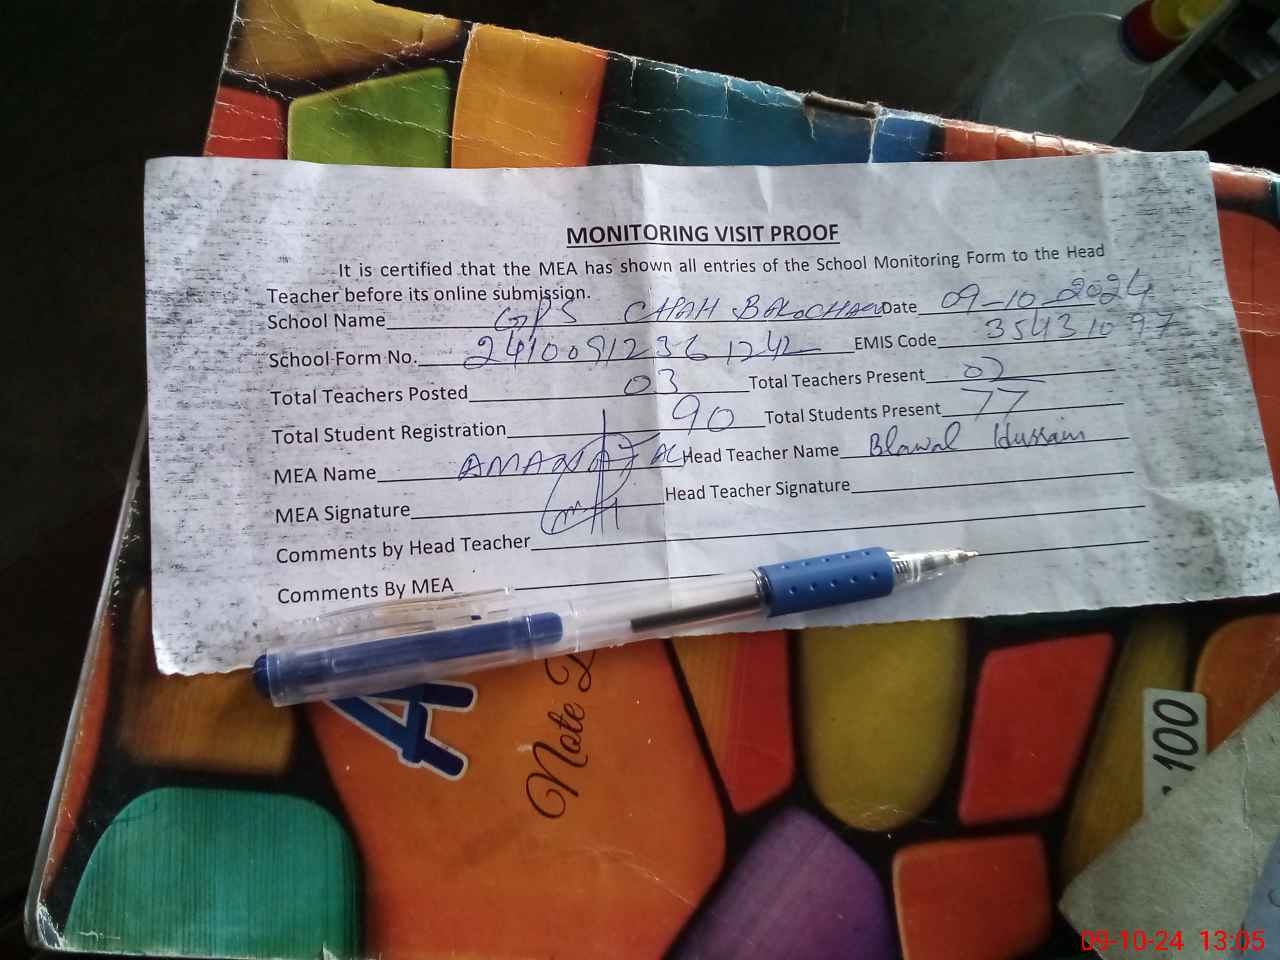 MONITORING VISIT PROOF
It is certified that the MEA has shown all entries of the School Monitoring Form to the Head
Teacher before its online submission.
School Name GPS CHAH BALOCHAN Date 09-10-2024
School Form No. 24100912361242 EMIS Code 35431097
Total Teachers Posted 03 Total Teachers Present 02
Total Student Registration 90 Total Students Present 77
MEA Name Head Teacher Name Blawal Hussain
MEA Signature Head Teacher Signature
Comments by Head Teacher
Comments By MEA
A
Note
100
09-10-24 13:05